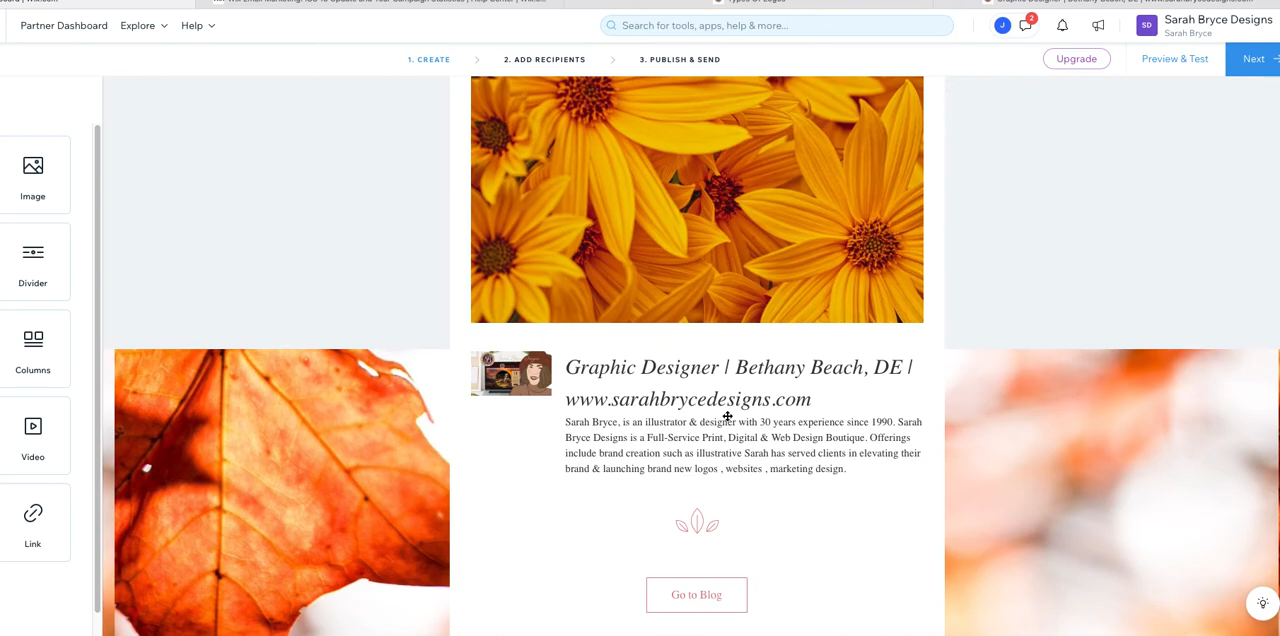 Partner Dashboard Explore Help Search for tools, apps, help & more... J 2 SD Sarah Bryce Designs
Sarah Bryce
1. CREATE 2. ADD RECIPIENTS 3. PUBLISH & SEND Upgrade Preview & Test Next
Image
Divider
Columns
Video
Link
Graphic Designer | Bethany Beach, DE |
www.sarahbrycedesigns.com
Sarah Bryce, is an illustrator & designer with 30 years experience since 1990. Sarah
Bryce Designs is a Full-Service Print, Digital & Web Design Boutique. Offerings
include brand creation such as illustrative Sarah has served clients in elevating their
brand & launching brand new logos , websites , marketing design.
Go to Blog